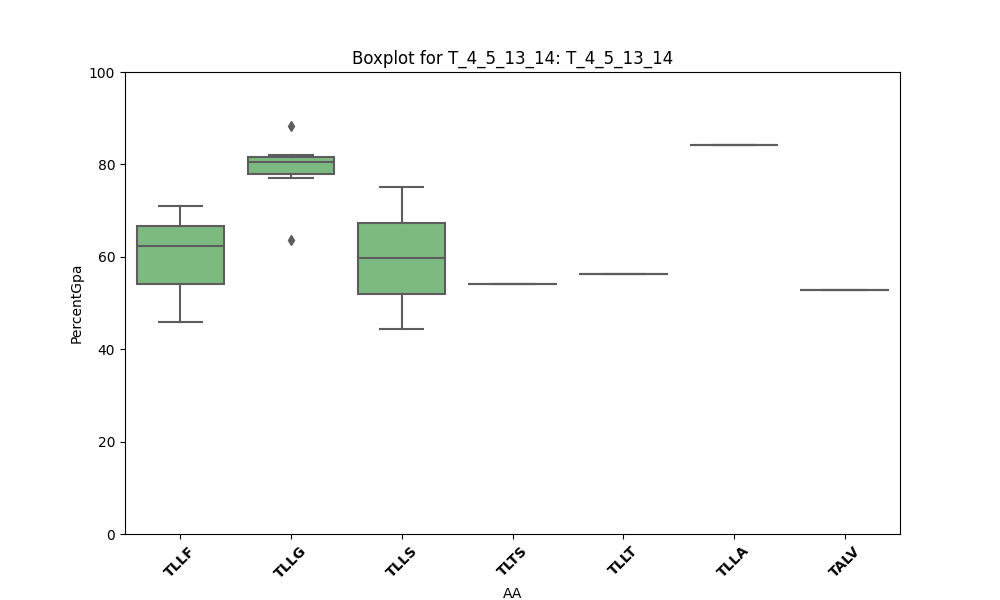 Boxplot for T_4_5_13_14: T_4_5_13_14
100
80
60
40
20
0
PercentGpa
TLLF
TLLG
TLLS
TLTS
TLLT
TLLA
TALV
AA